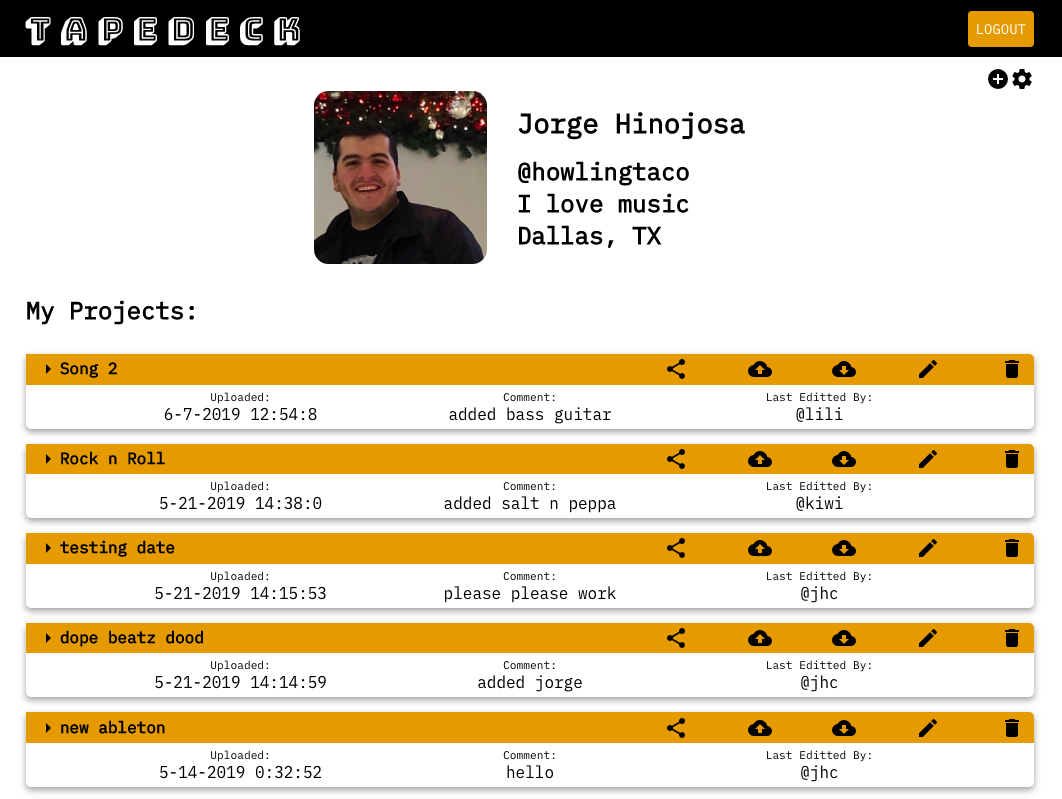 TAPEDECK
LOGOUT
Jorge Hinojosa
@howlingtaco
I love music
Dallas, TX
My Projects:
Song 2
Uploaded: Comment: Last Editted By:
6-7-2019 12:54:8 added bass guitar @lili
Rock n Roll
Uploaded: Comment: Last Editted By:
5-21-2019 14:38:0 added salt n peppa @kiwi
testing date
Uploaded: Comment: Last Editted By:
5-21-2019 14:15:53 please please work @jhc
dope beatz dood
Uploaded: Comment: Last Editted By:
5-21-2019 14:14:59 added jorge @jhc
new ableton
Uploaded: Comment: Last Editted By:
5-14-2019 0:32:52 hello @jhc